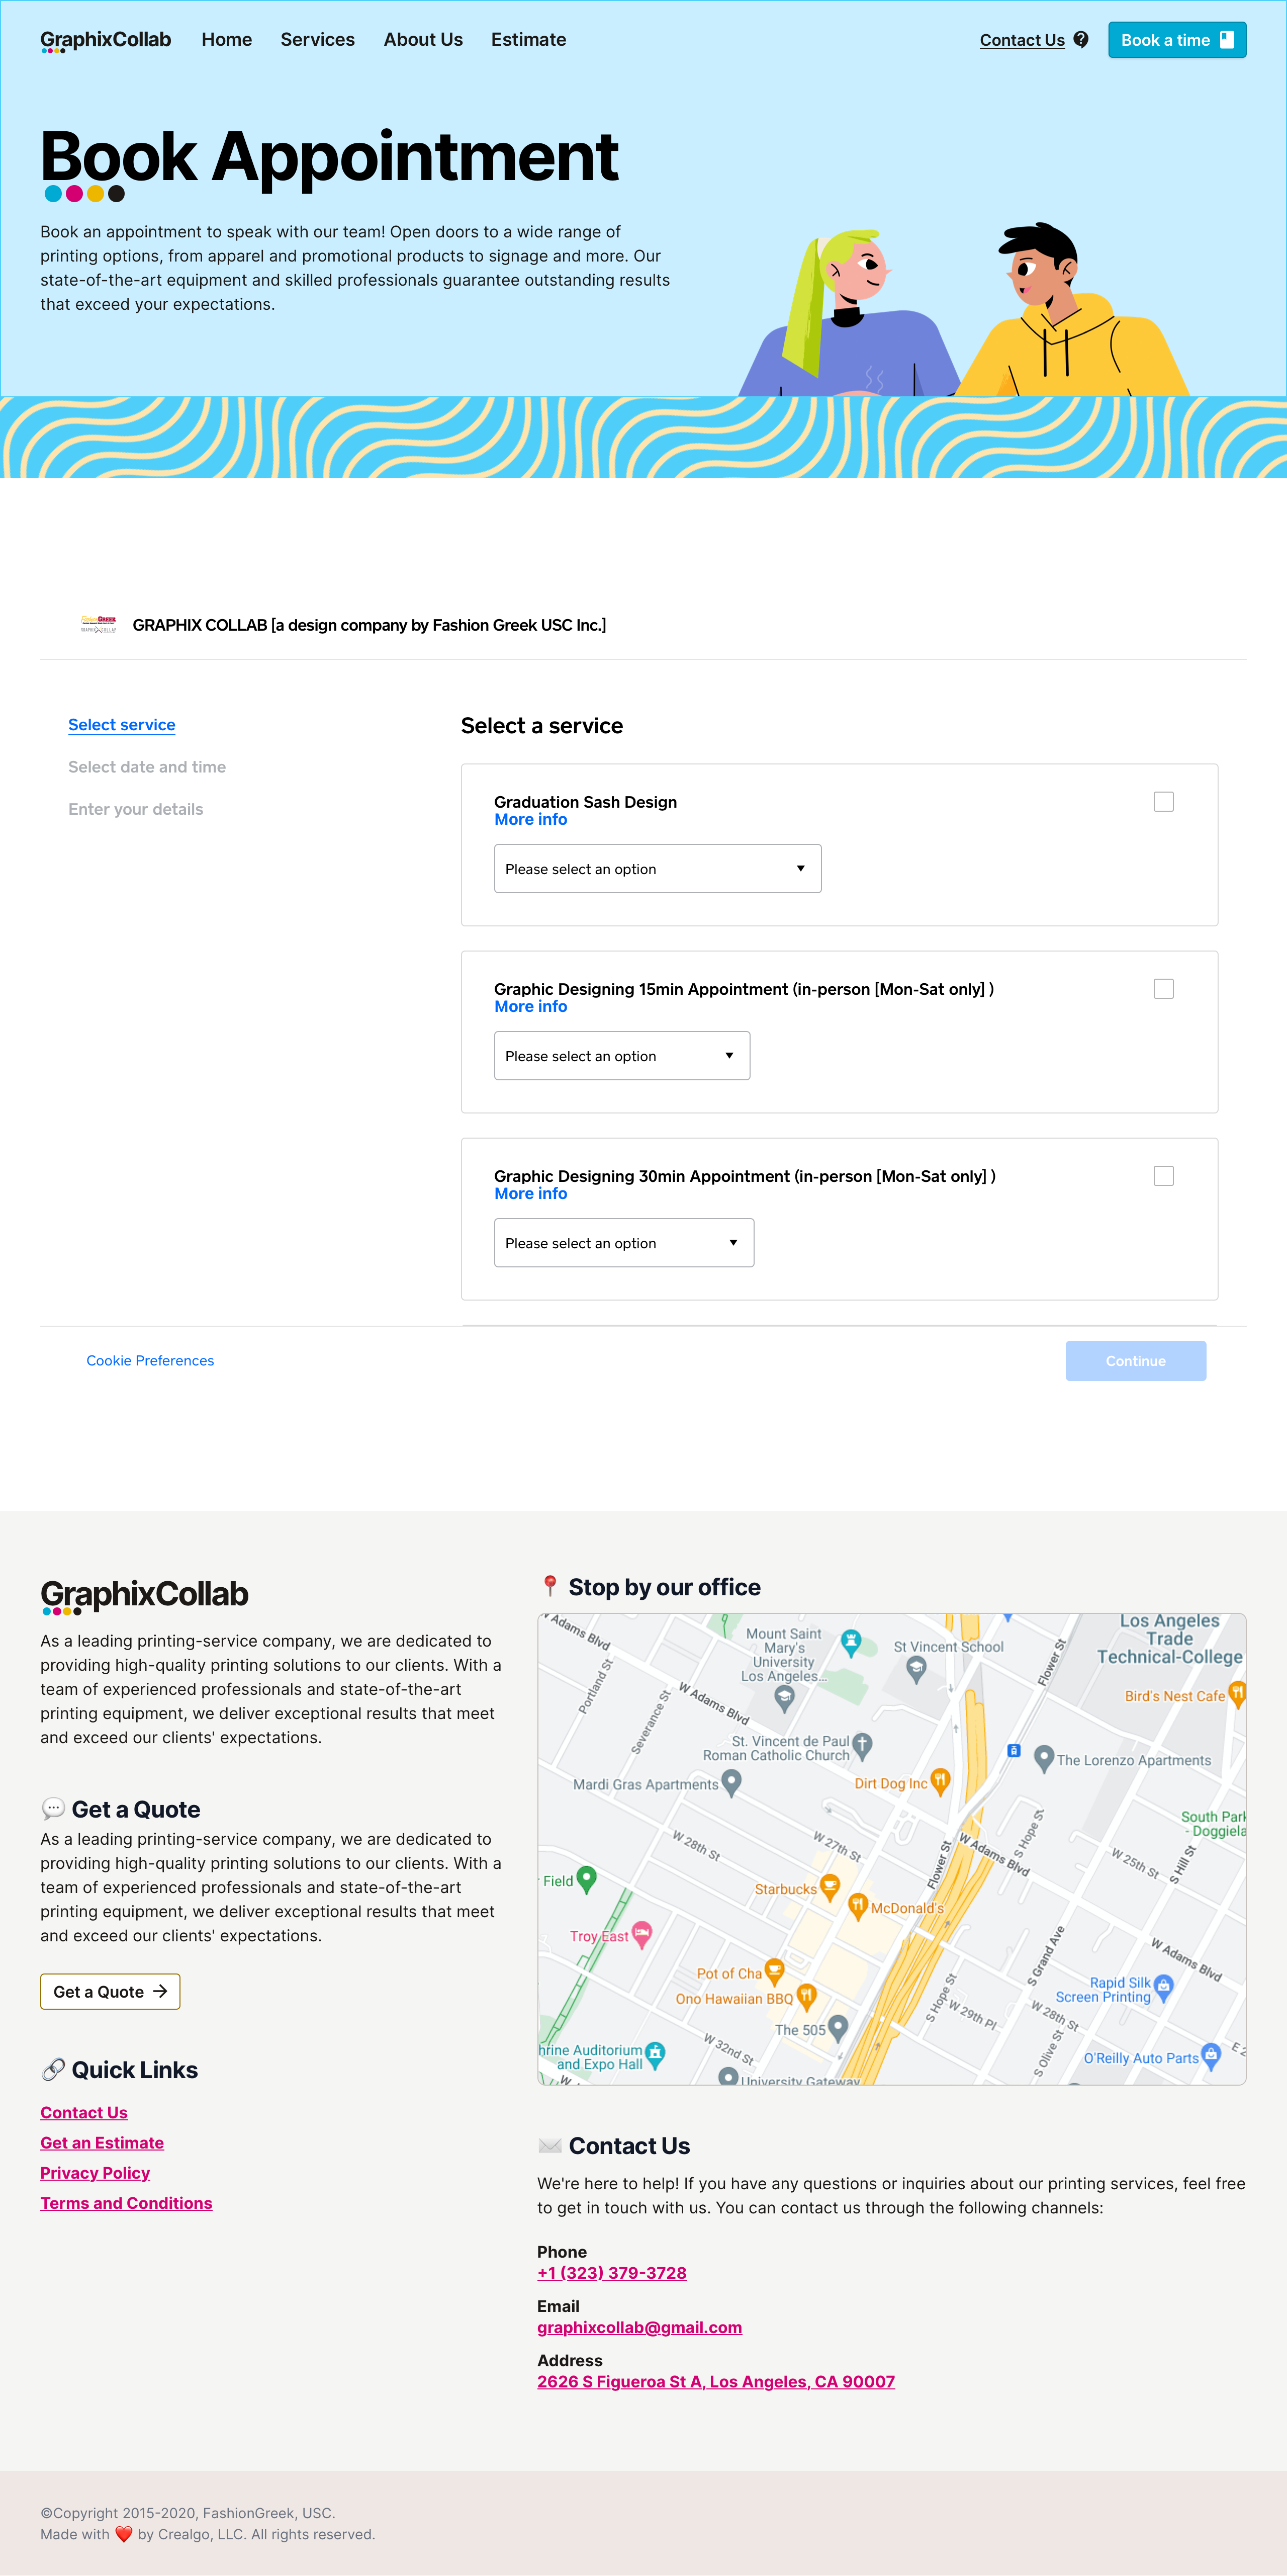 GraphixCollab
Home
Services
About Us
Estimate
Contact Us
Book a time
Book Appointment
Book an appointment to speak with our team! Open doors to a wide range of
printing options, from apparel and promotional products to signage and more. Our
state-of-the-art equipment and skilled professionals guarantee outstanding results
that exceed your expectations.
GRAPHIX COLLAB [a design company by Fashion Greek USC Inc.]
Select service
Select date and time
Enter your details
Select a service
Graduation Sash Design
More info
Please select an option
Graphic Designing 15min Appointment (in-person [Mon-Sat only] )
More info
Please select an option
Graphic Designing 30min Appointment (in-person [Mon-Sat only] )
More info
Please select an option
Cookie Preferences
Continue
GraphixCollab
As a leading printing-service company, we are dedicated to
providing high-quality printing solutions to our clients. With a
team of experienced professionals and state-of-the-art
printing equipment, we deliver exceptional results that meet
and exceed our clients' expectations.
Get a Quote
As a leading printing-service company, we are dedicated to
providing high-quality printing solutions to our clients. With a
team of experienced professionals and state-of-the-art
printing equipment, we deliver exceptional results that meet
and exceed our clients' expectations.
Get a Quote
Quick Links
Contact Us
Get an Estimate
Privacy Policy
Terms and Conditions
Stop by our office
W Adams Blvd
Mount Saint
Mary's
University
Los Angeles...
St Vincent School
Flower St
Los Angeles
Trade
Technical-College
Portland St
Severance St
W Adams Blvd
Bird's Nest Cafe
St. Vincent de Paul
Roman Catholic Church
The Lorenzo Apartments
Mardi Gras Apartments
Dirt Dog Inc
South Park
- Doggiela
W 28th St
W 27th St
Flower St
W Adams Blvd
S Hope St
W 25th St
S Hill St
Field
Starbucks
McDonald's
Troy East
Pot of Cha
Ono Hawaiian BBQ
The 505
S Hope St
W 29th Pl
S Grand Ave
W 28th St
W Adams Blvd
Rapid Silk
Screen Printing
hrine Auditorium
and Expo Hall
W 32nd St
University Gateway
S Olive St
O'Reilly Auto Parts
Contact Us
We're here to help! If you have any questions or inquiries about our printing services, feel free
to get in touch with us. You can contact us through the following channels:
Phone
+1 (323) 379-3728
Email
graphixcollab@gmail.com
Address
2626 S Figueroa St A, Los Angeles, CA 90007
©Copyright 2015-2020, FashionGreek, USC.
Made with ❤️ by Crealgo, LLC. All rights reserved.